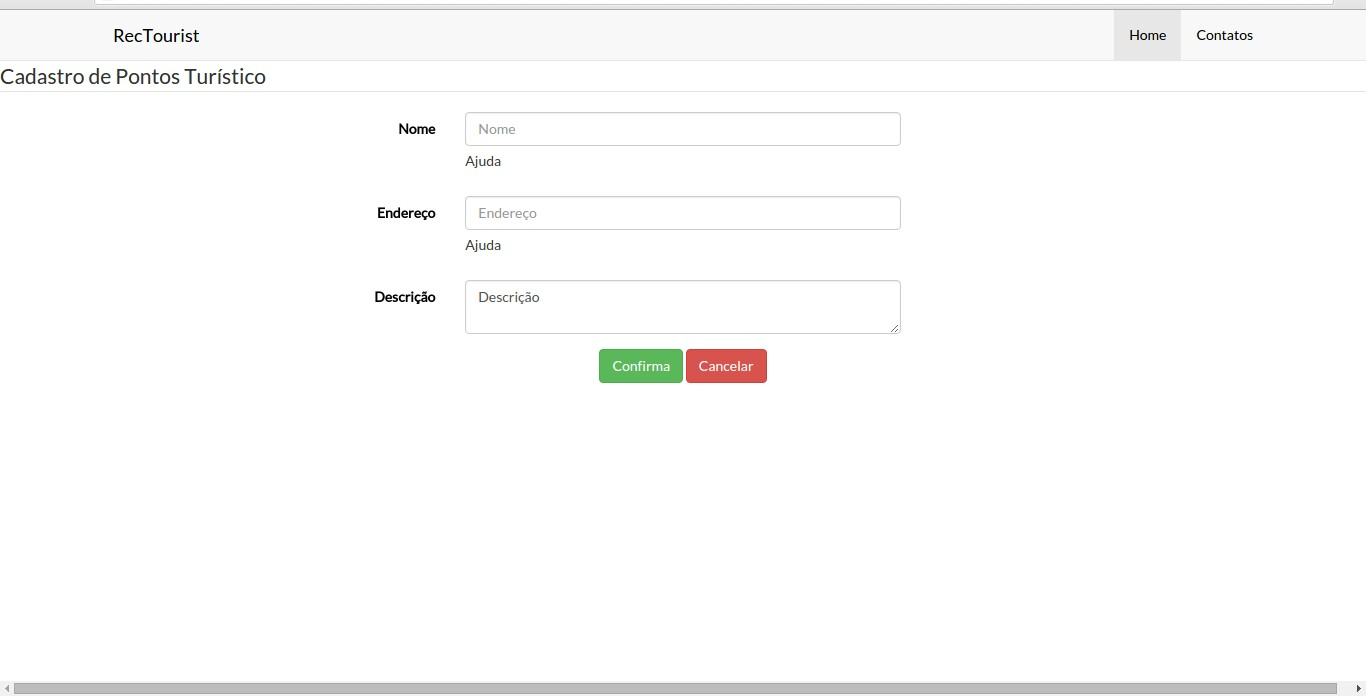 RecTourist Home Contatos
Cadastro de Pontos Turístico
Nome Nome
Ajuda
Endereço Endereço
Ajuda
Descrição Descrição
Confirma Cancelar